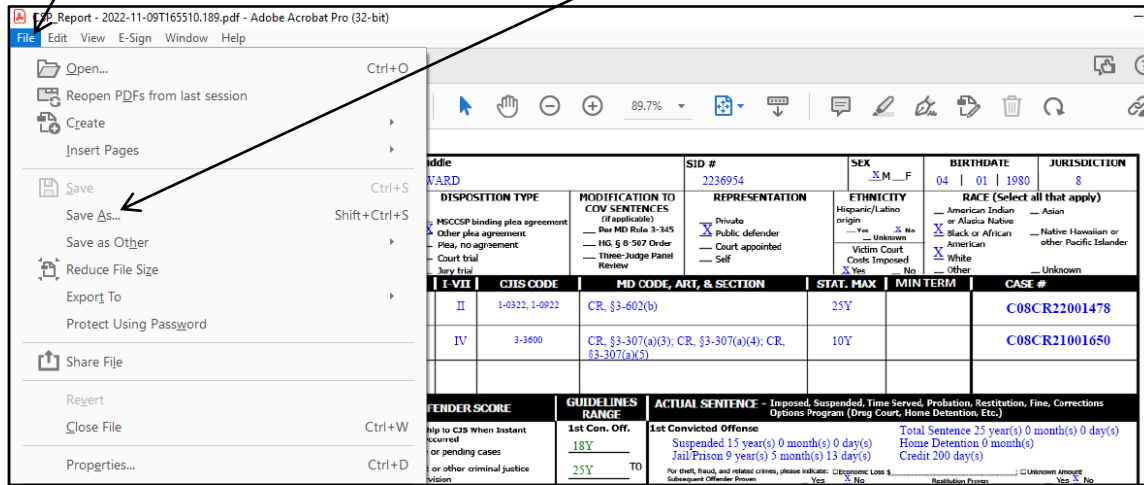 CSP_Report - 2022-11-09T165510.189.pdf - Adobe Acrobat Pro (32-bit)
File Edit View E-Sign Window Help
Open... Ctrl+O
Reopen PDFs from last session
Create
Insert Pages
Save Ctrl+S
Save As... Shift+Ctrl+S
Save as Other
Reduce File Size
Export To
Protect Using Password
Share File
Revert
Close File Ctrl+W
Properties... Ctrl+D
89.7%
iddle SID # SEX BIRTHDATE JURISDICTION
WARD 2236954 X M __F 04 | 01 | 1980 8
DISPOSITION TYPE
MSCCSP binding plea agreement
X Other plea agreement
Plea, no agreement
Court trial
Jury trial
MODIFICATION TO
COV SENTENCES
(if applicable)
Per MD Rule 3-345
HG, § 8-507 Order
Three-Judge Panel
Review
REPRESENTATION
Private
X Public defender
Court appointed
Self
ETHNICITY
Hispanic/Latino
origin
Yes X No
Unknown
Victim Court
Costs Imposed
X Yes No
RACE (Select all that apply)
American Indian Asian
or Alaska Native
X Black or African Native Hawaiian or
American other Pacific Islander
X White
Other Unknown
I-VII CJIS CODE MD CODE, ART, & SECTION STAT. MAX MIN TERM CASE #
II 1-0322, 1-0922 CR, §3-602(b) 25Y C08CR22001478
IV 3-3600 CR, §3-307(a)(3); CR, §3-307(a)(4); CR, 10Y C08CR21001650
§3-307(a)(5)
FENDER SCORE
hip to CJS When Instant
ccurred
or pending cases
or other criminal justice
vision
GUIDELINES
RANGE
1st Con. Off.
18Y
25Y TO
ACTUAL SENTENCE – Imposed, Suspended, Time Served, Probation, Restitution, Fine, Corrections
Options Program (Drug Court, Home Detention, Etc.)
1st Convicted Offense Total Sentence 25 year(s) 0 month(s) 0 day(s)
Suspended 15 year(s) 0 month(s) 0 day(s) Home Detention 0 month(s)
Jail/Prison 9 year(s) 5 month(s) 13 day(s) Credit 200 day(s)
For theft, fraud, and related crimes, please indicate: Economic Loss $ ; Unknown Amount
Subsequent Offender Proven Yes X No Restitution Proven Yes X No